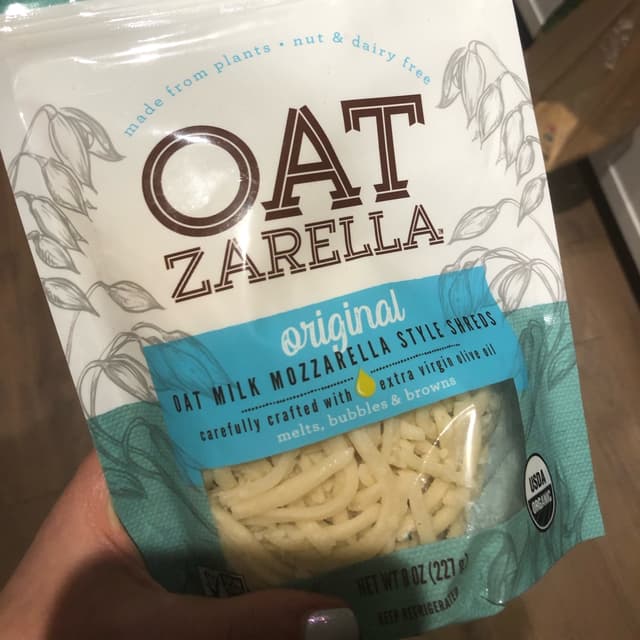 made from plants • nut & dairy free
OAT
ZARELLA™
original
OAT MILK MOZZARELLA STYLE SHREDS
carefully crafted with extra virgin olive oil
melts, bubbles & browns
USDA
ORGANIC
NET WT 8 OZ (227 g)
KEEP REFRIGERATED